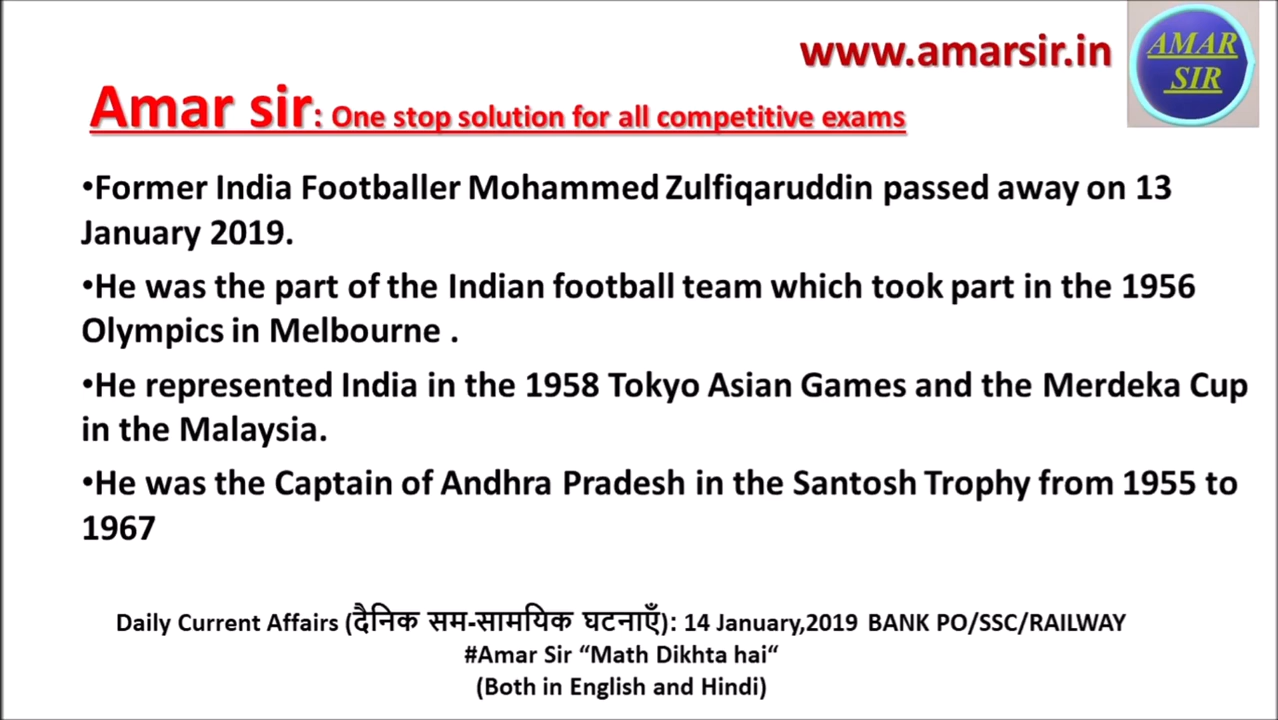 www.amarsir.in
AMAR
SIR
Amar sir: One stop solution for all competitive exams
•Former India Footballer Mohammed Zulfiqaruddin passed away on 13
January 2019.
•He was the part of the Indian football team which took part in the 1956
Olympics in Melbourne .
•He represented India in the 1958 Tokyo Asian Games and the Merdeka Cup
in the Malaysia.
•He was the Captain of Andhra Pradesh in the Santosh Trophy from 1955 to
1967
Daily Current Affairs (दैनिक सम-सामयिक घटनाएँ): 14 January,2019 BANK PO/SSC/RAILWAY
#Amar Sir “Math Dikhta hai“
(Both in English and Hindi)